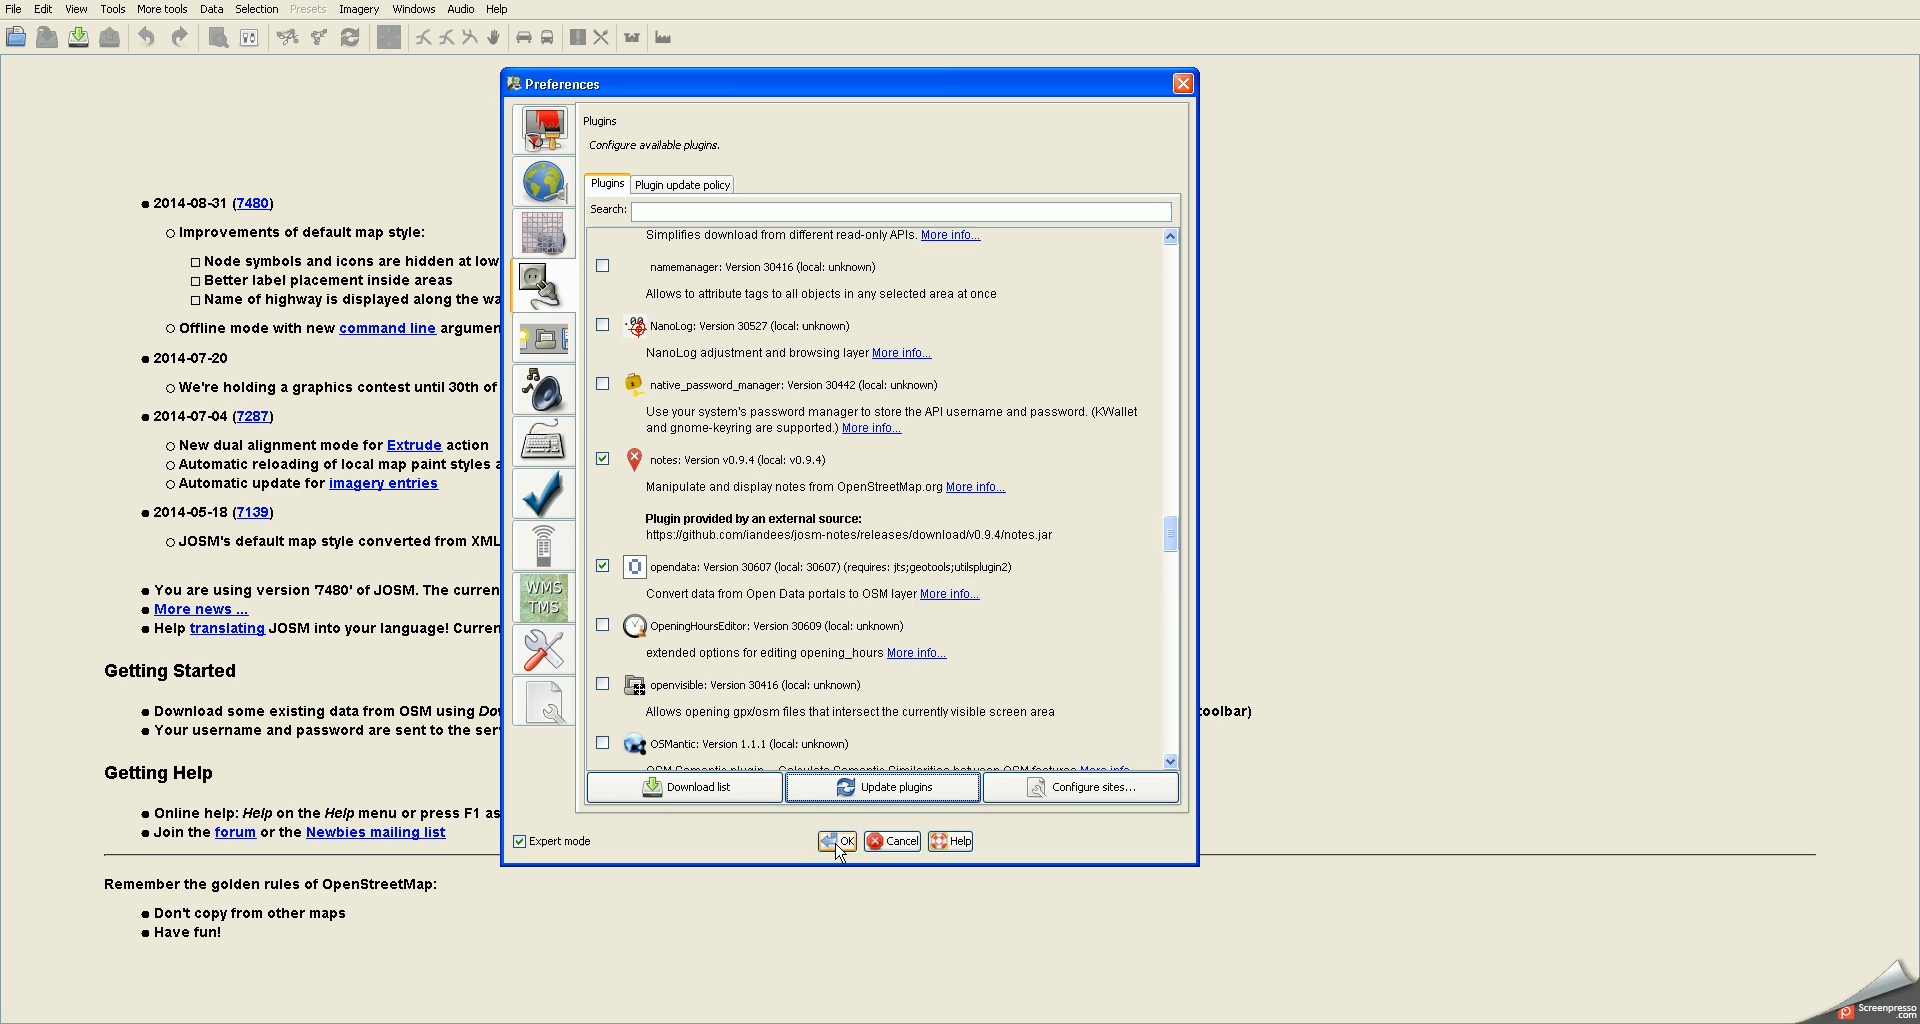 File Edit View Tools More tools Data Selection Presets Imagery Windows Audio Help
2014-08-31 (7480)
Improvements of default map style:
Node symbols and icons are hidden at low
Better label placement inside areas
Name of highway is displayed along the wa
Offline mode with new command line argumen
2014-07-20
We're holding a graphics contest until 30th of
2014-07-04 (7287)
New dual alignment mode for Extrude action
Automatic reloading of local map paint styles a
Automatic update for imagery entries
2014-05-18 (7139)
JOSM's default map style converted from XML
You are using version '7480' of JOSM. The curren
More news ...
Help translating JOSM into your language! Curren
Getting Started
Download some existing data from OSM using Dow
toolbar)
Your username and password are sent to the ser
Getting Help
Online help: Help on the Help menu or press F1 as
Join the forum or the Newbies mailing list
Remember the golden rules of OpenStreetMap:
Don't copy from other maps
Have fun!
Preferences
Plugins
Configure available plugins.
Plugins Plugin update policy
Search:
Simplifies download from different read-only APIs. More info...
namemanager: Version 30416 (local: unknown)
Allows to attribute tags to all objects in any selected area at once
NanoLog: Version 30527 (local: unknown)
NanoLog adjustment and browsing layer More info...
native_password_manager: Version 30442 (local: unknown)
Use your system's password manager to store the API username and password. (KWallet
and gnome-keyring are supported.) More info...
notes: Version v0.9.4 (local: v0.9.4)
Manipulate and display notes from OpenStreetMap.org More info...
Plugin provided by an external source:
https://github.com/iandees/josm-notes/releases/download/v0.9.4/notes.jar
opendata: Version 30607 (local: 30607) (requires: jts;geotools;utilsplugin2)
Convert data from Open Data portals to OSM layer More info...
OpeningHoursEditor: Version 30609 (local: unknown)
extended options for editing opening_hours More info...
openvisible: Version 30416 (local: unknown)
Allows opening gpx/osm files that intersect the currently visible screen area
OSMantic: Version 1.1.1 (local: unknown)
OSM Semantic plugin - Calculate Semantic Similarities between OSM features More info
WMS
TMS
Download list Update plugins Configure sites...
Expert mode OK Cancel Help
Screenpresso
.com